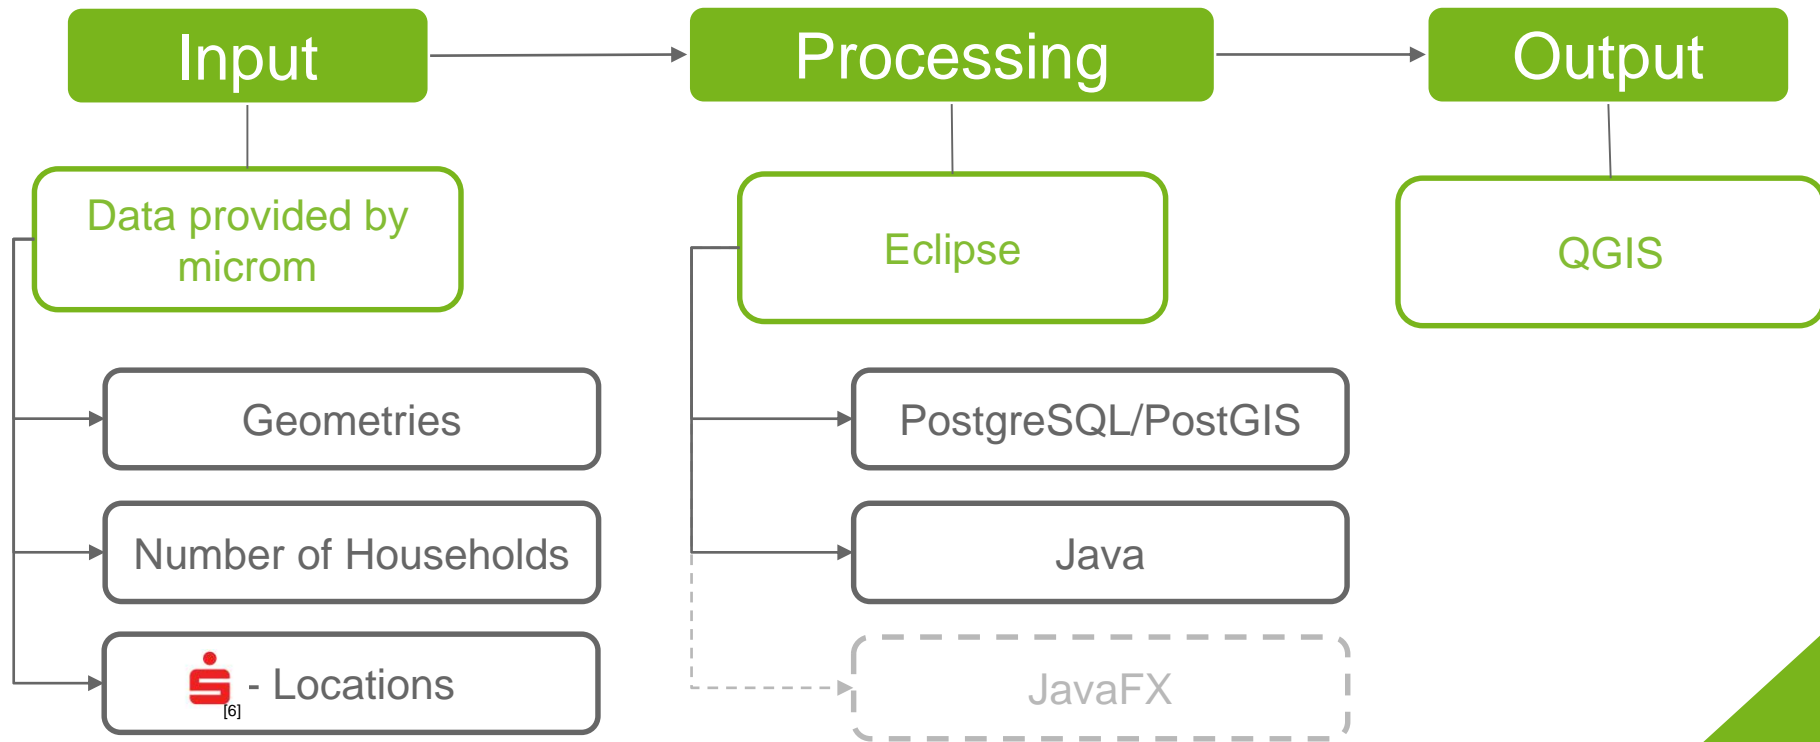 Input
Processing
Output
Data provided by
microm
Eclipse
QGIS
Geometries
PostgreSQL/PostGIS
Number of Households
Java
- Locations
[6]
JavaFX